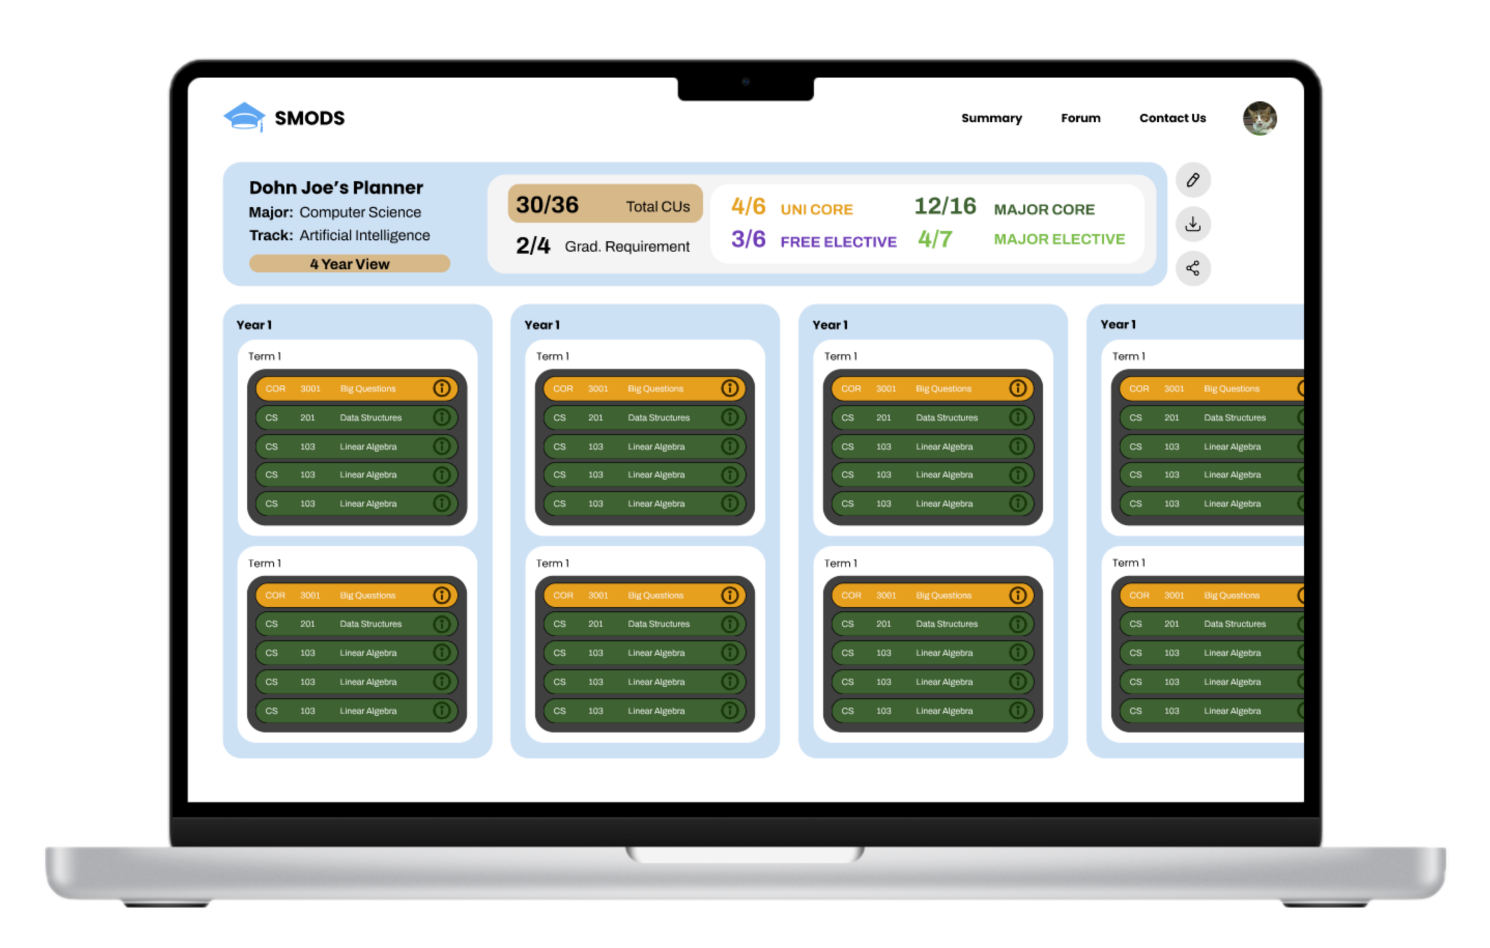 SMODS
Summary Forum Contact Us
Dohn Joe's Planner
Major: Computer Science
Track: Artificial Intelligence
4 Year View
30/36 Total CUs
2/4 Grad. Requirement
4/6 UNI CORE 12/16 MAJOR CORE
3/6 FREE ELECTIVE 4/7 MAJOR ELECTIVE
Year 1
Term 1
COR 3001 Big Questions
CS 201 Data Structures
CS 103 Linear Algebra
CS 103 Linear Algebra
CS 103 Linear Algebra
Term 1
COR 3001 Big Questions
CS 201 Data Structures
CS 103 Linear Algebra
CS 103 Linear Algebra
CS 103 Linear Algebra
Year 1
Term 1
COR 3001 Big Questions
CS 201 Data Structures
CS 103 Linear Algebra
CS 103 Linear Algebra
CS 103 Linear Algebra
Term 1
COR 3001 Big Questions
CS 201 Data Structures
CS 103 Linear Algebra
CS 103 Linear Algebra
CS 103 Linear Algebra
Year 1
Term 1
COR 3001 Big Questions
CS 201 Data Structures
CS 103 Linear Algebra
CS 103 Linear Algebra
CS 103 Linear Algebra
Term 1
COR 3001 Big Questions
CS 201 Data Structures
CS 103 Linear Algebra
CS 103 Linear Algebra
CS 103 Linear Algebra
Year 1
Term 1
COR 3001 Big Questions
CS 201 Data Structures
CS 103 Linear Algebra
CS 103 Linear Algebra
CS 103 Linear Algebra
Term 1
COR 3001 Big Questions
CS 201 Data Structures
CS 103 Linear Algebra
CS 103 Linear Algebra
CS 103 Linear Algebra